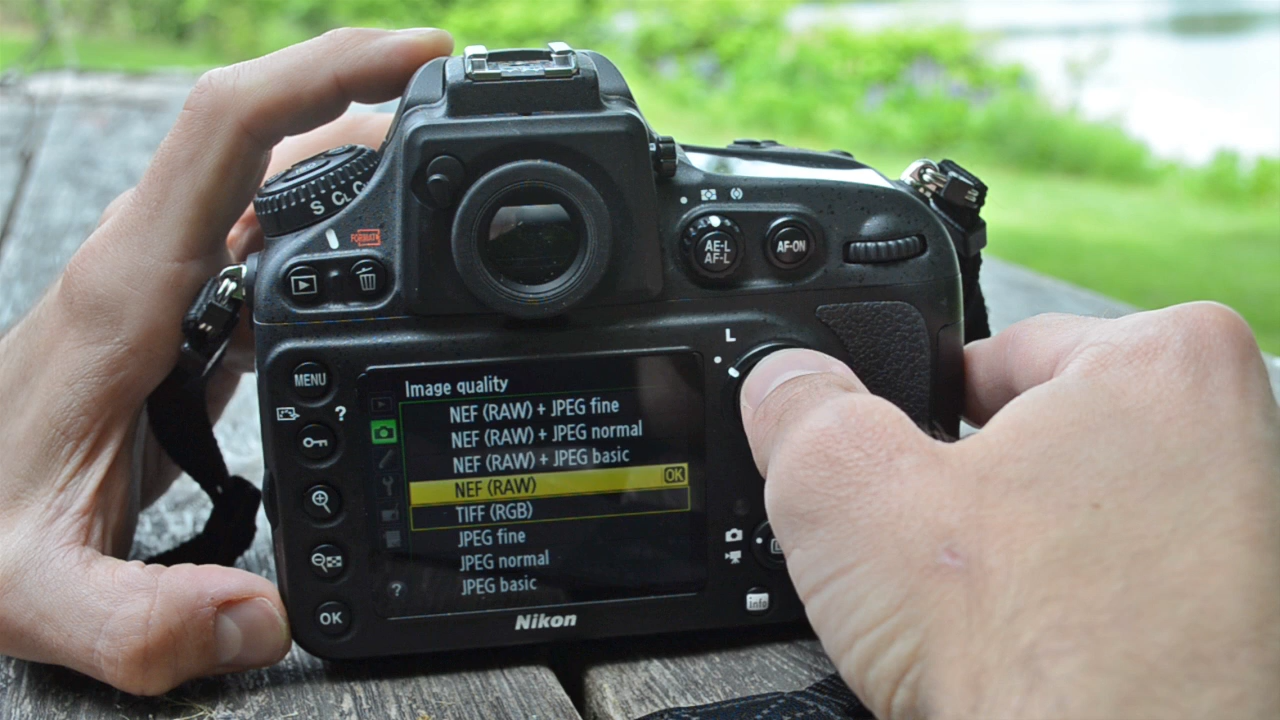 S CL C
FORMAT
AE-L
AF-L
AF-ON
L
MENU
?
Image quality
NEF (RAW) + JPEG fine
NEF (RAW) + JPEG normal
NEF (RAW) + JPEG basic
NEF (RAW) OK
TIFF (RGB)
JPEG fine
JPEG normal
JPEG basic
?
OK
info
Nikon